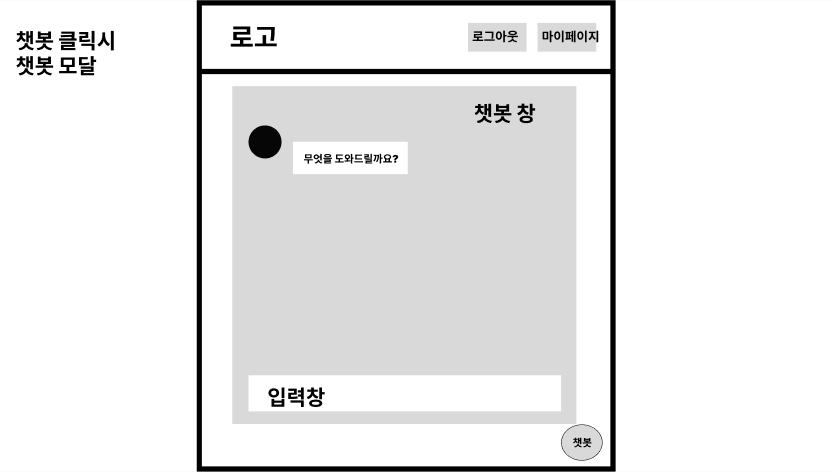 챗봇 클릭시
챗봇 모달
로고
로그아웃
마이페이지
챗봇 창
무엇을 도와드릴까요?
입력창
챗봇